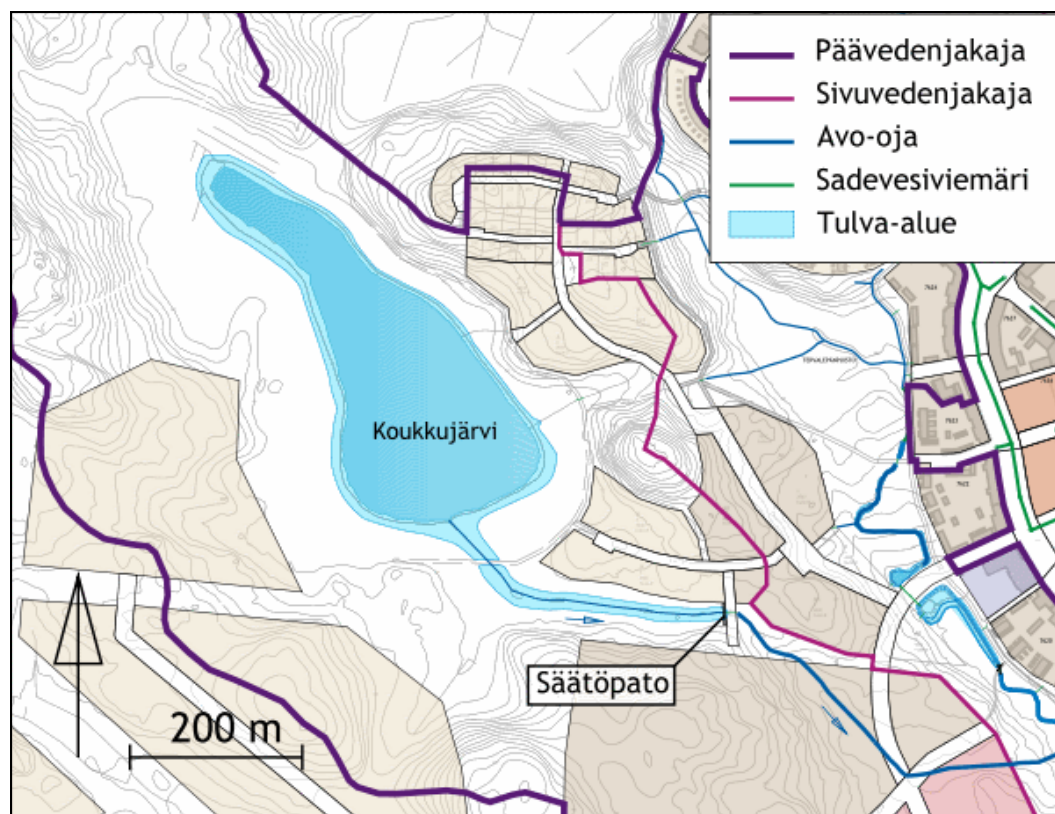 Päävedenjakaja
Sivuvedenjakaja
Avo-oja
Sadevesiviemäri
Tulva-alue
Koukkujärvi
Säätöpato
200 m